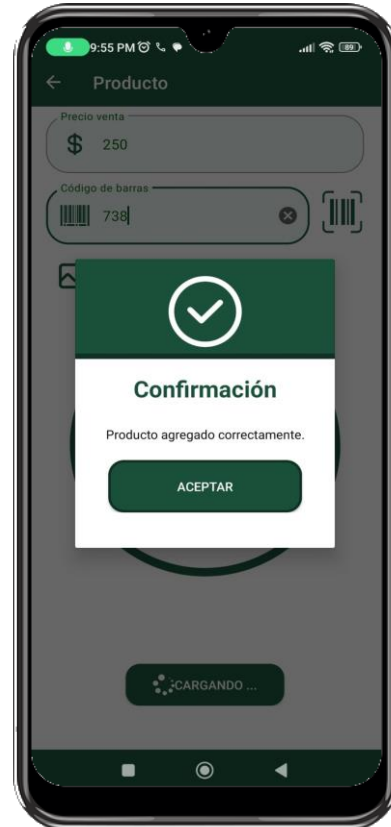 9:55 PM
89
Producto
Precio venta
$ 250
Código de barras
738
Confirmación
Producto agregado correctamente.
ACEPTAR
CARGANDO ...